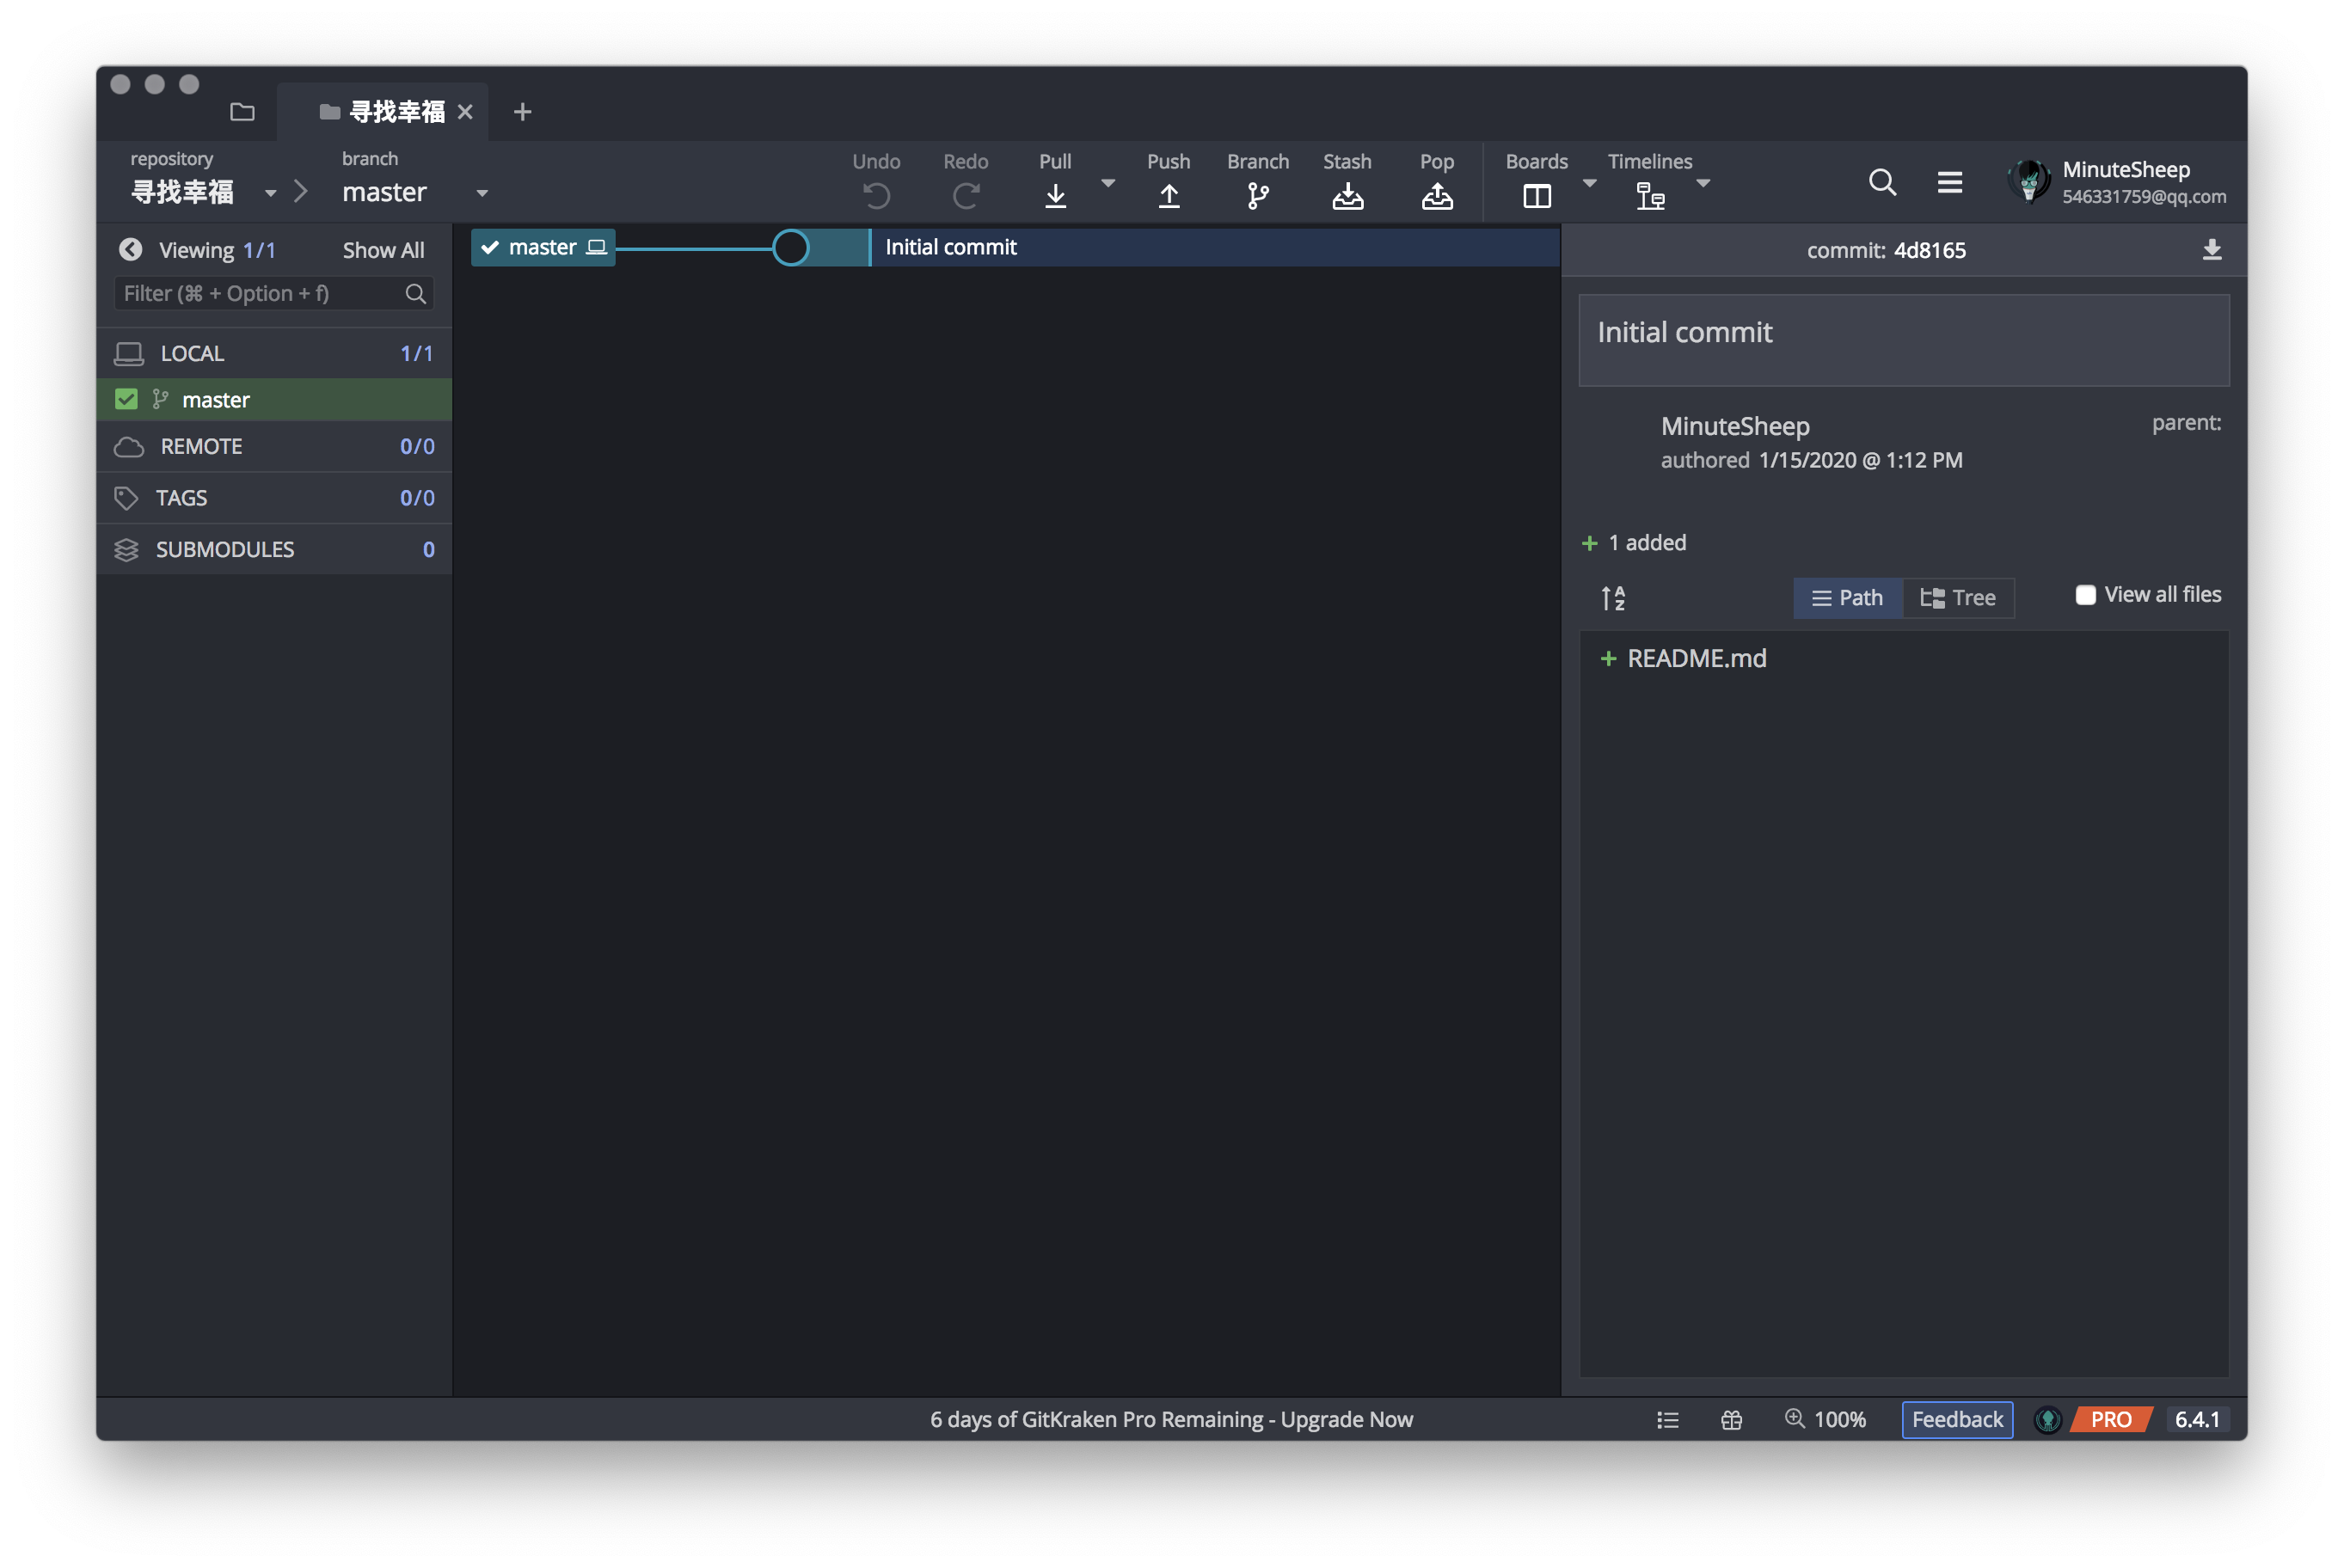 寻找幸福
repository
寻找幸福
branch
master
Undo
Redo
Pull
Push
Branch
Stash
Pop
Boards
Timelines
MinuteSheep
546331759@qq.com
Viewing 1/1
Show All
Filter (⌘ + Option + f)
LOCAL 1/1
master
REMOTE 0/0
TAGS 0/0
SUBMODULES 0
master
Initial commit
commit: 4d8165
Initial commit
MinuteSheep
parent:
authored 1/15/2020 @ 1:12 PM
+ 1 added
A
Z
Path
Tree
View all files
+ README.md
6 days of GitKraken Pro Remaining - Upgrade Now
100%
Feedback
PRO
6.4.1